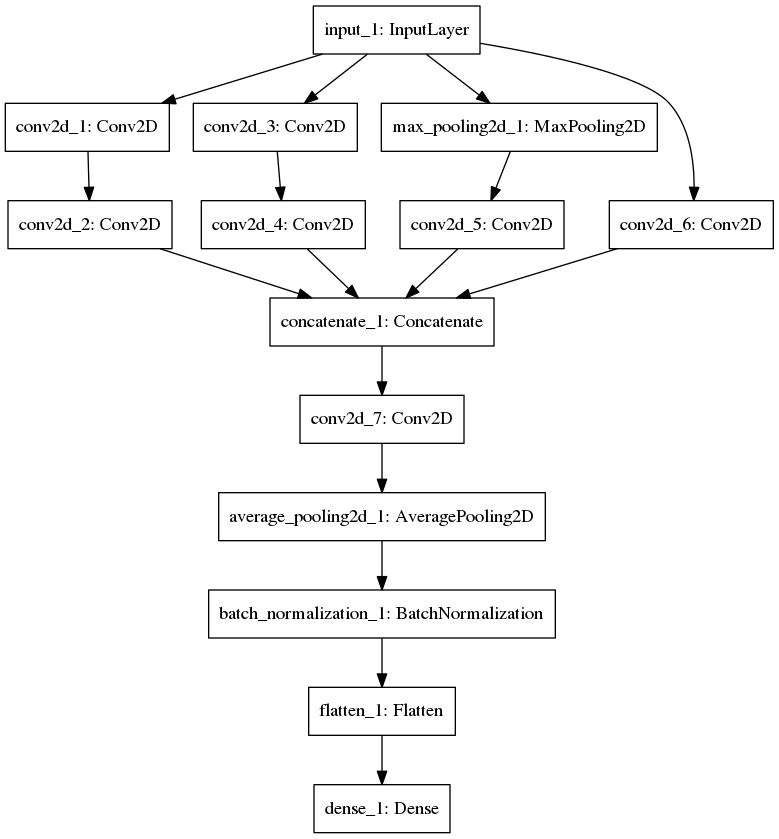 input_1: InputLayer
conv2d_1: Conv2D
conv2d_3: Conv2D
max_pooling2d_1: MaxPooling2D
conv2d_2: Conv2D
conv2d_4: Conv2D
conv2d_5: Conv2D
conv2d_6: Conv2D
concatenate_1: Concatenate
conv2d_7: Conv2D
average_pooling2d_1: AveragePooling2D
batch_normalization_1: BatchNormalization
flatten_1: Flatten
dense_1: Dense